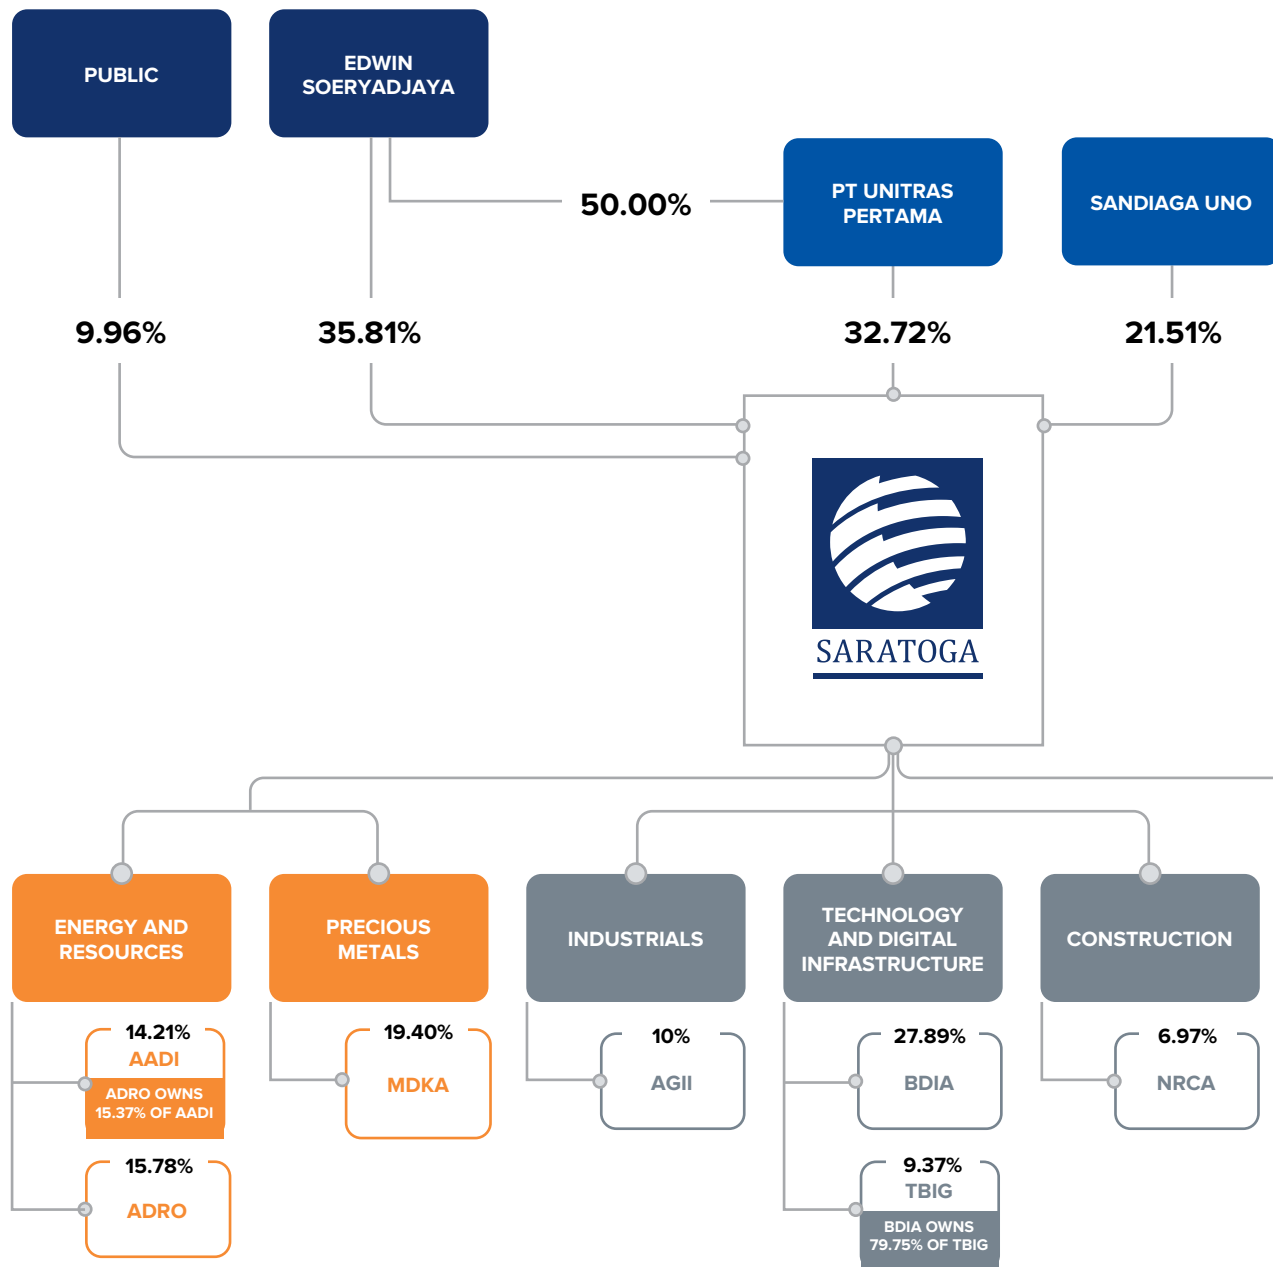 PUBLIC
EDWIN
SOERYADJAYA
50.00%
PT UNITRAS
PERTAMA
SANDIAGA UNO
9.96%
35.81%
32.72%
21.51%
SARATOGA
ENERGY AND
RESOURCES
PRECIOUS
METALS
INDUSTRIALS
TECHNOLOGY
AND DIGITAL
INFRASTRUCTURE
CONSTRUCTION
14.21%
AADI
ADRO OWNS
15.37% OF AADI
15.78%
ADRO
19.40%
MDKA
10%
AGII
27.89%
BDIA
9.37%
TBIG
BDIA OWNS
79.75% OF TBIG
6.97%
NRCA